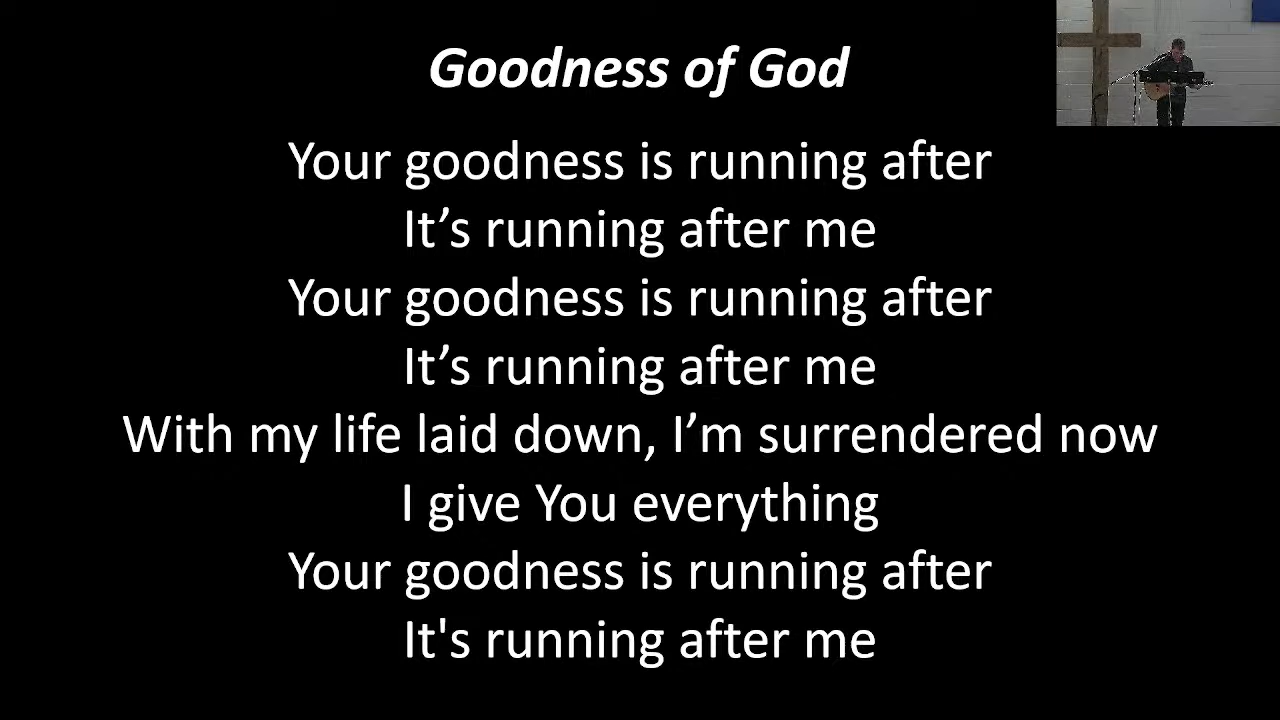 Goodness of God
Your goodness is running after
It’s running after me
Your goodness is running after
It’s running after me
With my life laid down, I’m surrendered now
I give You everything
Your goodness is running after
It's running after me